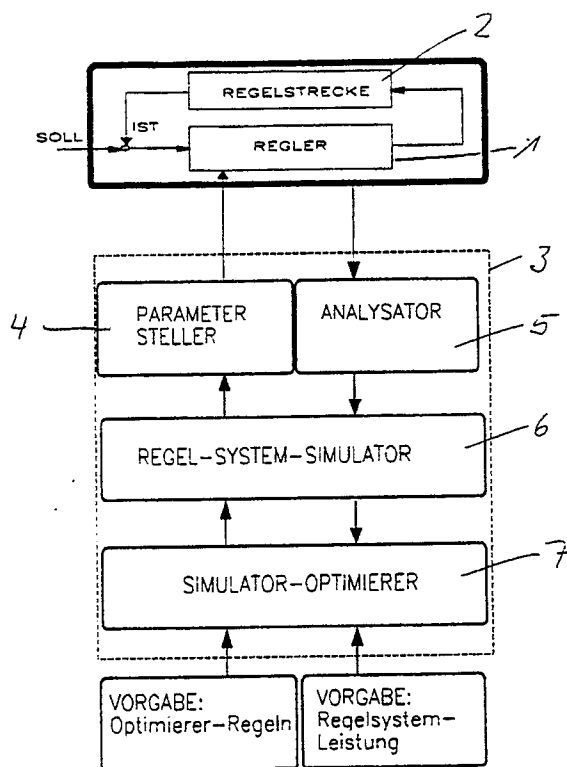 2
REGELSTRECKE
SOLL
IST
REGLER
1
3
4
PARAMETER
STELLER
ANALYSATOR
5
6
REGEL-SYSTEM-SIMULATOR
7
SIMULATOR-OPTIMIERER
VORGABE:
Optimierer-Regeln
VORGABE:
Regelsystem-
Leistung